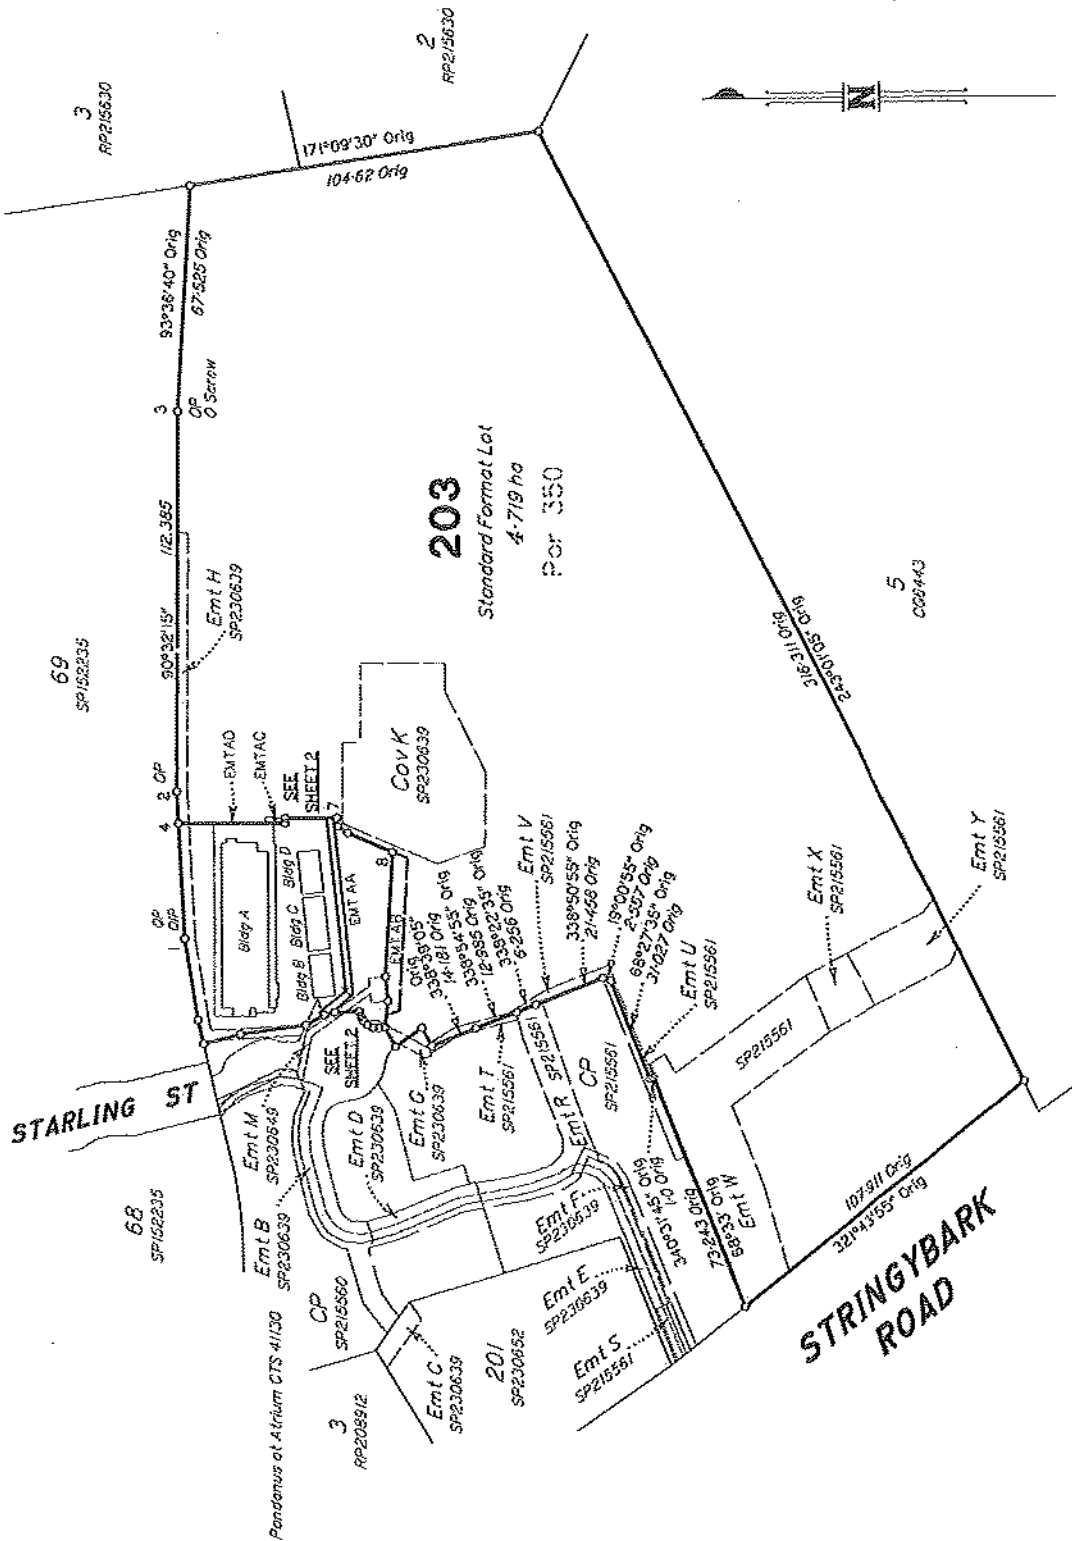 3
RP215630
2
RP215630
N
171°09'30" Orig
104·62 Orig
93°36'40" Orig
67·525 Orig
3
OP
O Screw
90°32'15"
112.385
69
SP152235
Emt H
SP230639
203
Standard Format Lot
4·719 ha
Por 350
2
OP
4
EMT AD
EMT AC
SEE
SHEET 2
7
Cov K
SP230639
OP
OIP
1
Bldg A
Bldg B
Bldg C
Bldg D
EMT AA
8
EMT AB
5
CG6443
316·311 Orig
243°01'05" Orig
Orig
338°39'05"
14·181 Orig
338°54'55" Orig
12·985 Orig
339°22'35" Orig
6·256 Orig
Emt V
SP215561
338°50'55" Orig
21·458 Orig
19°00'55" Orig
2·557 Orig
68°27'35" Orig
31·027 Orig
Emt U
SP215561
STARLING ST
SEE
SHEET 2
Emt M
SP230649
Emt D
SP230639
Emt G
SP230639
Emt T
SP215561
Emt R SP215561
CP
SP215561
Emt X
SP215561
Emt Y
SP215561
SP215561
68
SP152235
Emt B
SP230639
CP
SP215560
Pandanus at Atrium CTS 41130
3
RP208912
Emt C
SP230639
201
SP230652
Emt F
SP230639
Emt E
SP230639
Emt S
SP215561
340°31'45" Orig
1·0 Orig
73·243 Orig
68°33' Orig
Emt W
107·911 Orig
321°43'55" Orig
STRINGYBARK
ROAD